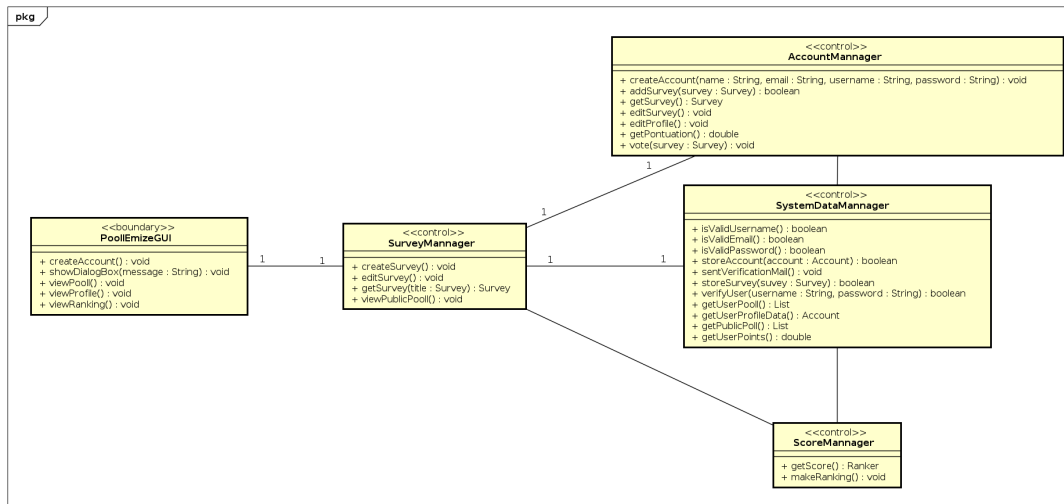 pkg
<<control>>
AccountMannager
+ createAccount(name : String, email : String, username : String, password : String) : void
+ addSurvey(survey : Survey) : boolean
+ getSurvey() : Survey
+ editSurvey() : void
+ editProfile() : void
+ getPontuation() : double
+ vote(survey : Survey) : void
1
1
<<boundary>>
PoollEmizeGUI
+ createAccount() : void
+ showDialogBox(message : String) : void
+ viewPooll() : void
+ viewProfile() : void
+ viewRanking() : void
1
1
<<control>>
SurveyMannager
+ createSurvey() : void
+ editSurvey() : void
+ getSurvey(title : Survey) : Survey
+ viewPublicPooll() : void
1
1
<<control>>
SystemDataMannager
+ isValidUsername() : boolean
+ isValidEmail() : boolean
+ isValidPassword() : boolean
+ storeAccount(account : Account) : boolean
+ sentVerificationMail() : void
+ storeSurvey(suvey : Survey) : boolean
+ verifyUser(username : String, password : String) : boolean
+ getUserPooll() : List
+ getUserProfileData() : Account
+ getPublicPoll() : List
+ getUserPoints() : double
<<control>>
ScoreMannager
+ getScore() : Ranker
+ makeRanking() : void